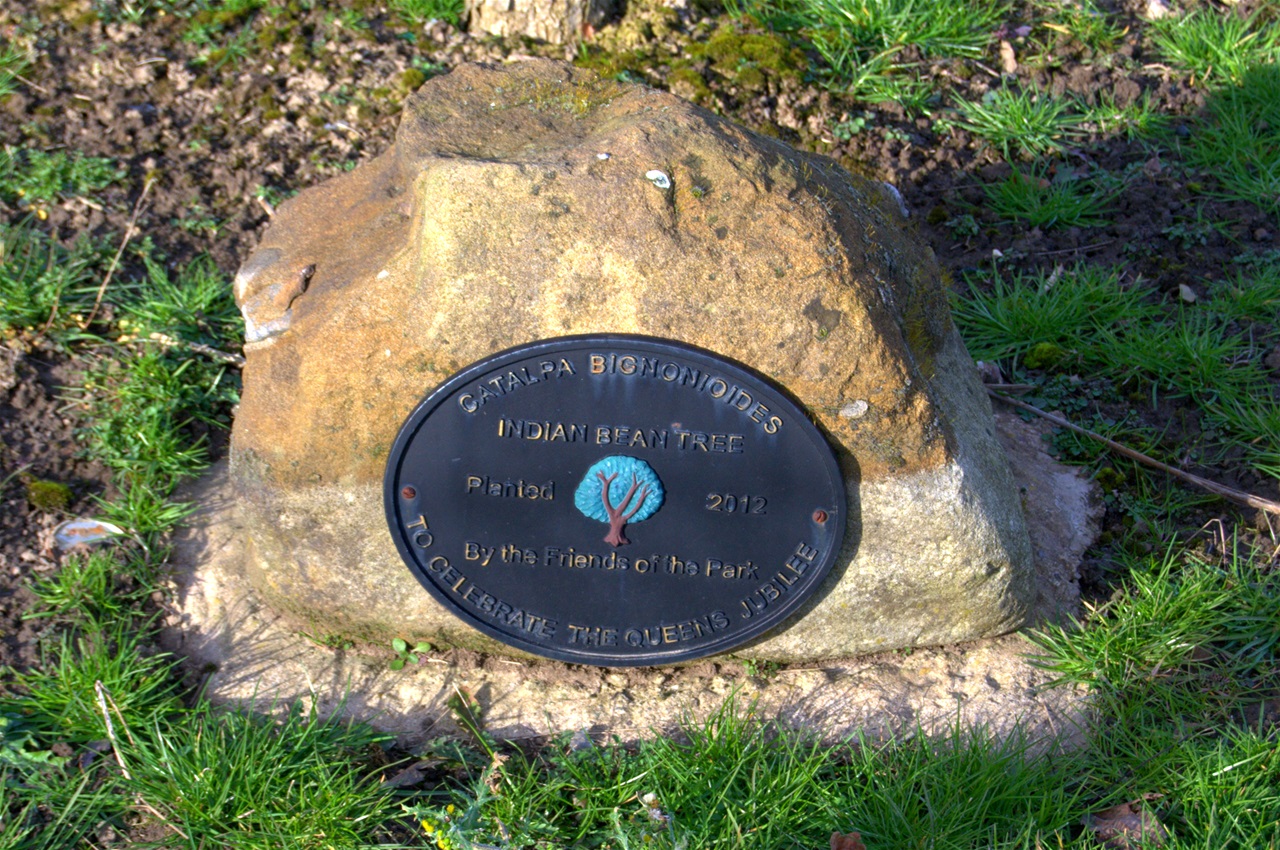 CATALPA BIGNONIOIDES
INDIAN BEAN TREE
Planted 2012
By the Friends of the Park
TO CELEBRATE THE QUEENS JUBILEE